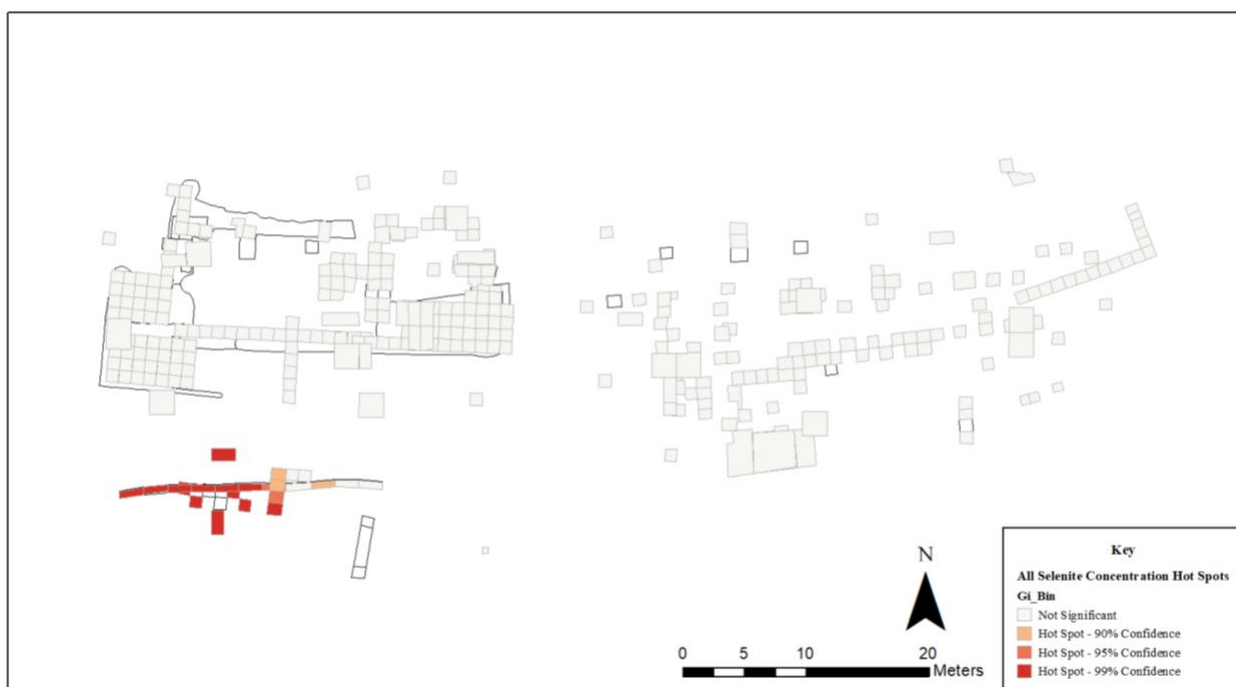 N
0 5 10 20
Meters
Key
All Selenite Concentration Hot Spots
Gi_Bin
Not Significant
Hot Spot - 90% Confidence
Hot Spot - 95% Confidence
Hot Spot - 99% Confidence